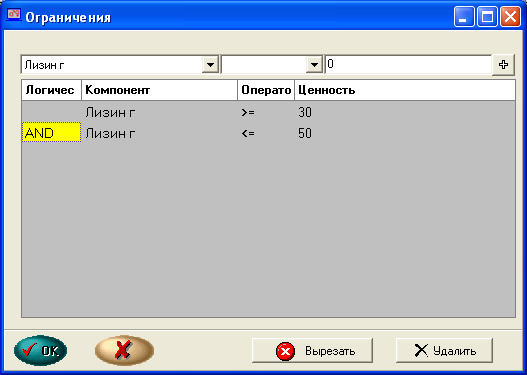 Ограничения
Лизин г 0
Логичес Компонент Операто Ценность
Лизин г >= 30
AND Лизин г <= 50
OK Вырезать Удалить